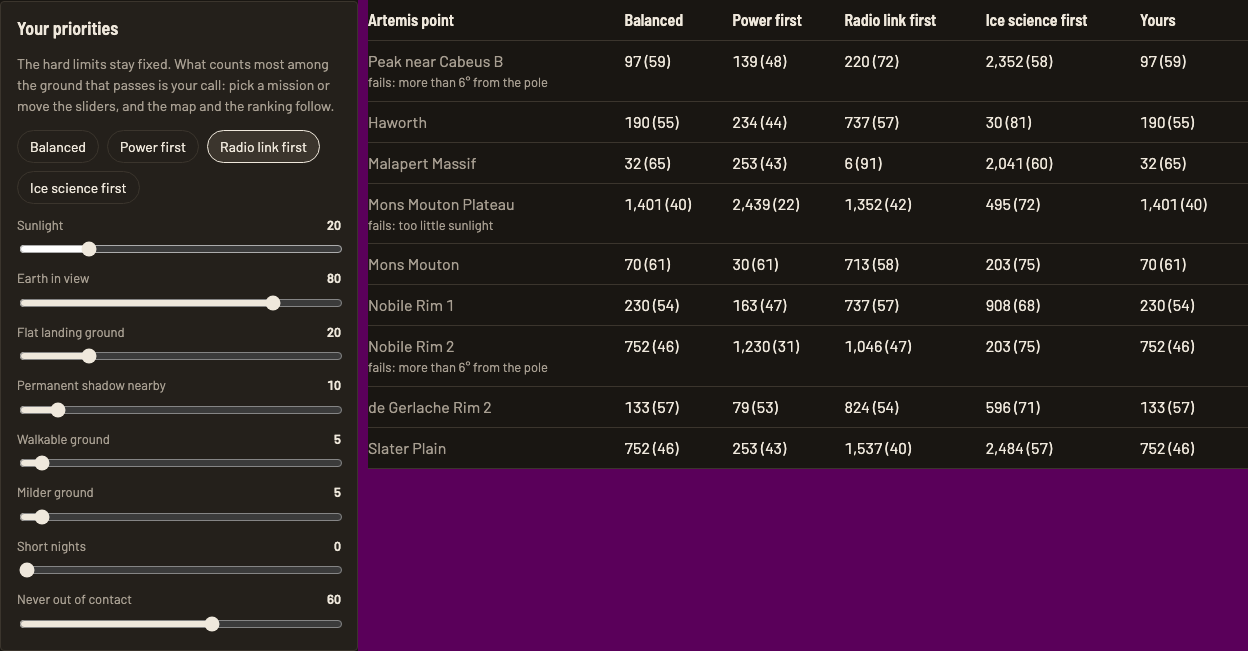 Your priorities
The hard limits stay fixed. What counts most among
the ground that passes is your call: pick a mission or
move the sliders, and the map and the ranking follow.
Balanced
Power first
Radio link first
Ice science first
Sunlight 20
Earth in view 80
Flat landing ground 20
Permanent shadow nearby 10
Walkable ground 5
Milder ground 5
Short nights 0
Never out of contact 60
Artemis point Balanced Power first Radio link first Ice science first Yours
Peak near Cabeus B 97 (59) 139 (48) 220 (72) 2,352 (58) 97 (59)
fails: more than 6° from the pole
Haworth 190 (55) 234 (44) 737 (57) 30 (81) 190 (55)
Malapert Massif 32 (65) 253 (43) 6 (91) 2,041 (60) 32 (65)
Mons Mouton Plateau 1,401 (40) 2,439 (22) 1,352 (42) 495 (72) 1,401 (40)
fails: too little sunlight
Mons Mouton 70 (61) 30 (61) 713 (58) 203 (75) 70 (61)
Nobile Rim 1 230 (54) 163 (47) 737 (57) 908 (68) 230 (54)
Nobile Rim 2 752 (46) 1,230 (31) 1,046 (47) 203 (75) 752 (46)
fails: more than 6° from the pole
de Gerlache Rim 2 133 (57) 79 (53) 824 (54) 596 (71) 133 (57)
Slater Plain 752 (46) 253 (43) 1,537 (40) 2,484 (57) 752 (46)